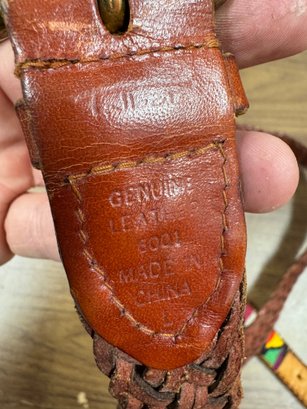 GENUINE
LEATHER
6001
MADE IN
CHINA